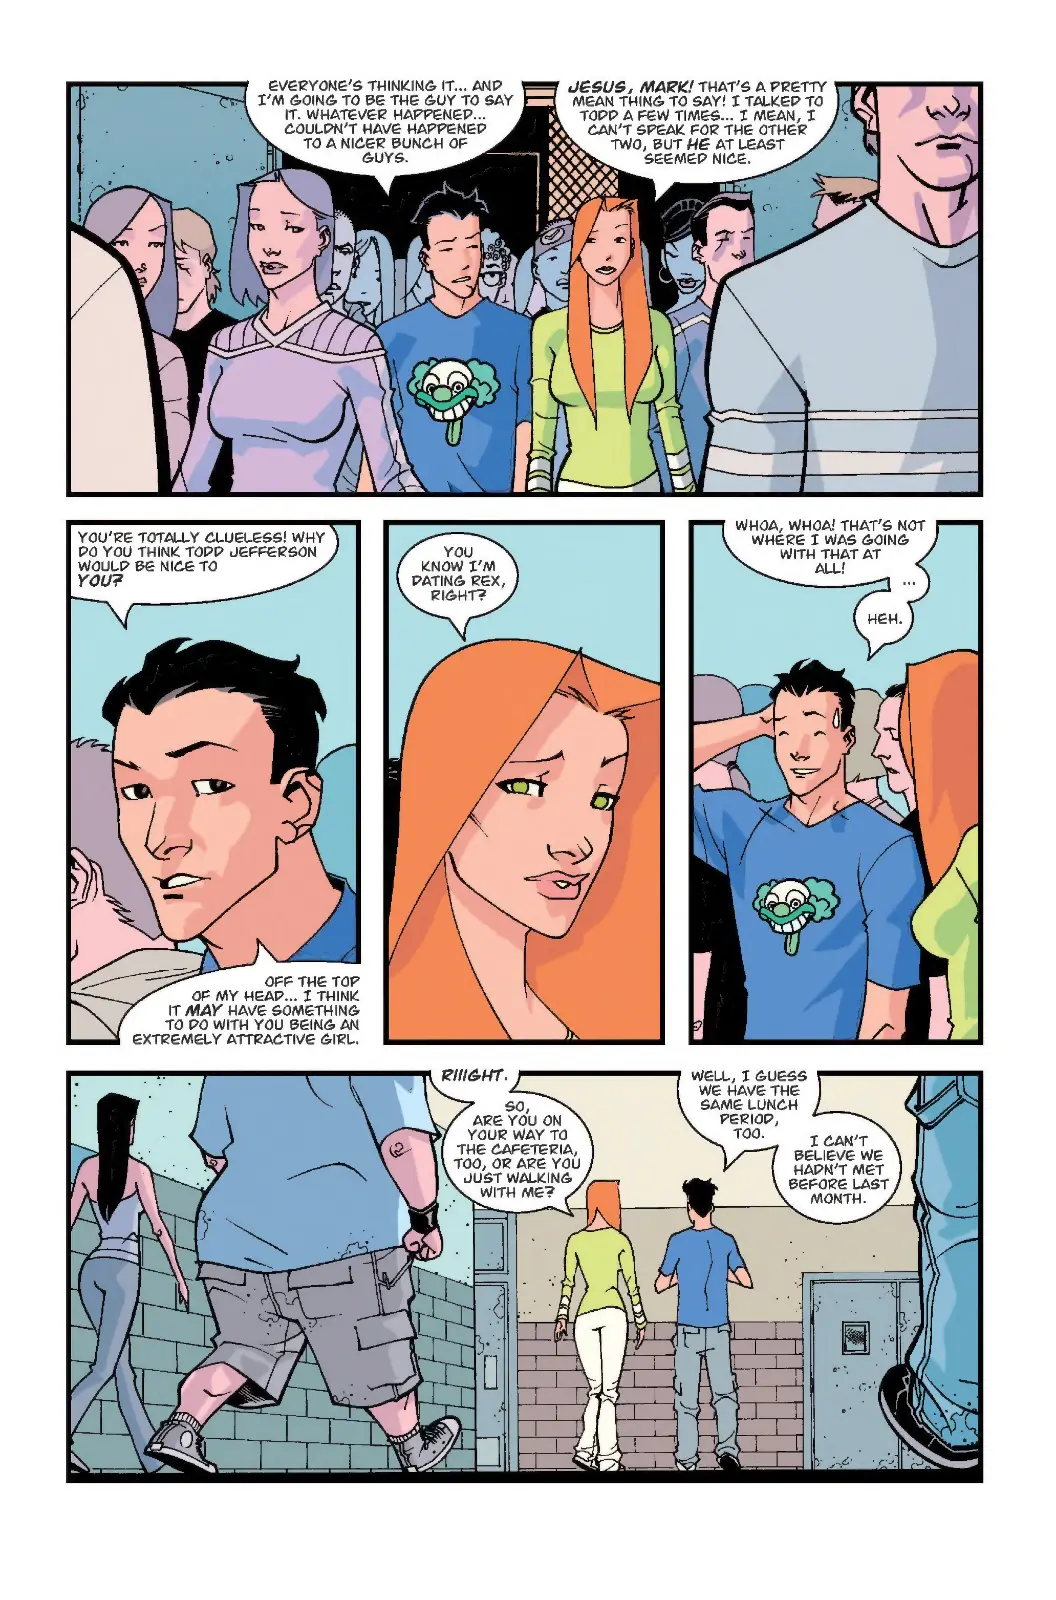 EVERYONE'S THINKING IT... AND
I'M GOING TO BE THE GUY TO SAY
IT. WHATEVER HAPPENED...
COULDN'T HAVE HAPPENED
TO A NICER BUNCH OF
GUYS.
JESUS, MARK! THAT'S A PRETTY
MEAN THING TO SAY! I TALKED TO
TODD A FEW TIMES... I MEAN, I
CAN'T SPEAK FOR THE OTHER
TWO, BUT HE AT LEAST
SEEMED NICE.
YOU'RE TOTALLY CLUELESS! WHY
DO YOU THINK TODD JEFFERSON
WOULD BE NICE TO
YOU?
OFF THE TOP
OF MY HEAD... I THINK
IT MAY HAVE SOMETHING
TO DO WITH YOU BEING AN
EXTREMELY ATTRACTIVE GIRL.
YOU
KNOW I'M
DATING REX,
RIGHT?
WHOA, WHOA! THAT'S NOT
WHERE I WAS GOING
WITH THAT AT
ALL!
...
HEH.
RIIIGHT.
SO,
ARE YOU ON
YOUR WAY TO
THE CAFETERIA,
TOO, OR ARE YOU
JUST WALKING
WITH ME?
WELL, I GUESS
WE HAVE THE
SAME LUNCH
PERIOD,
TOO.
I CAN'T
BELIEVE WE
HADN'T MET
BEFORE LAST
MONTH.